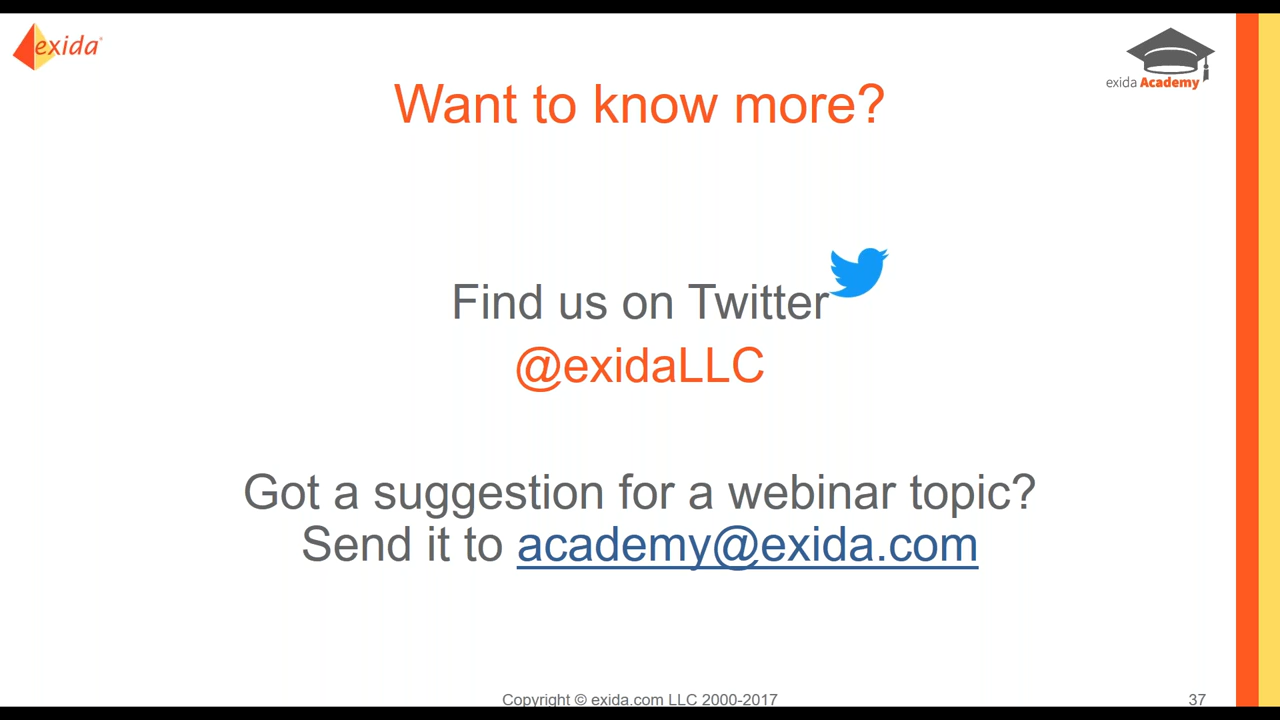 exida
exida Academy
Want to know more?
Find us on Twitter
@exidaLLC
Got a suggestion for a webinar topic?
Send it to academy@exida.com
Copyright © exida.com LLC 2000-2017
37